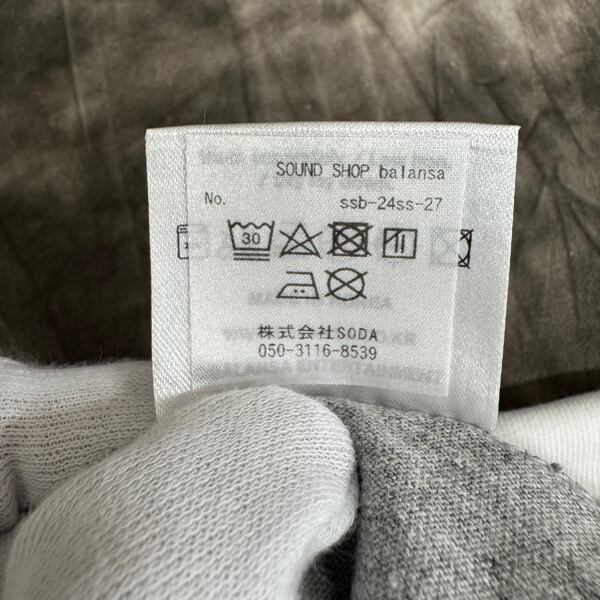 SOUND SHOP balansa
No. ssb-24ss-27
30
株式会社SODA
050-3116-8539